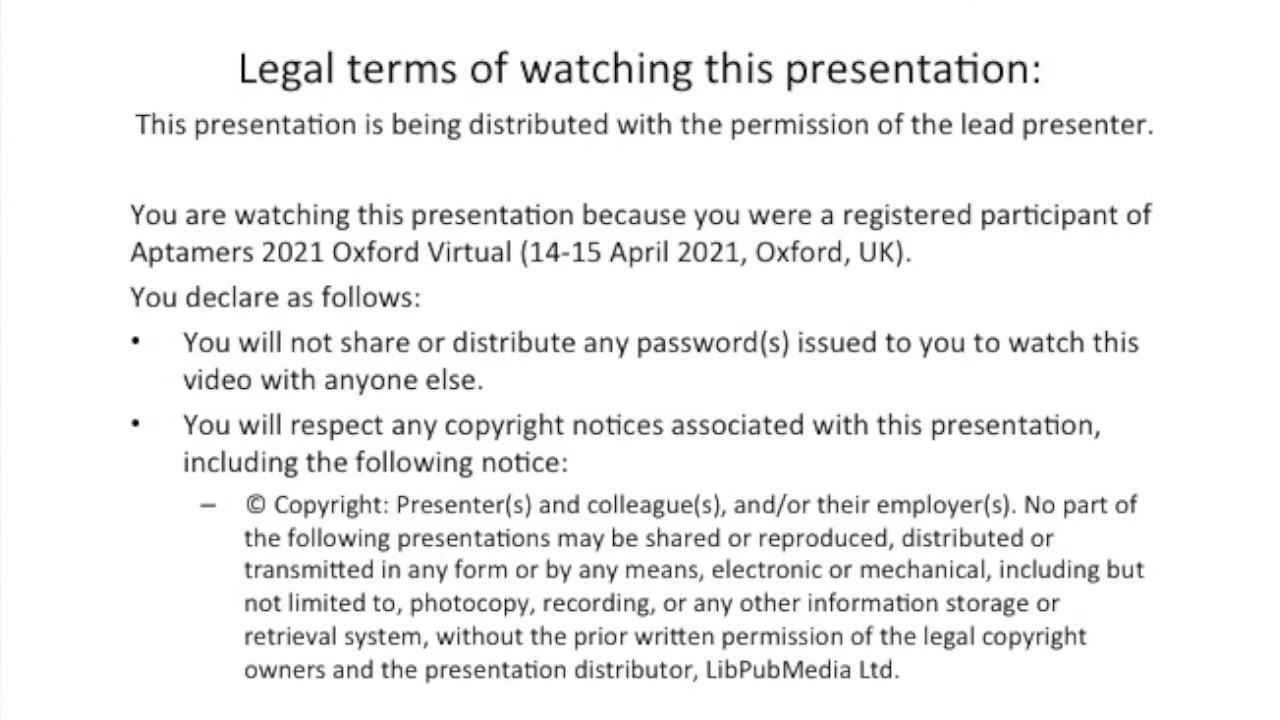 Legal terms of watching this presentation:
This presentation is being distributed with the permission of the lead presenter.
You are watching this presentation because you were a registered participant of
Aptamers 2021 Oxford Virtual (14-15 April 2021, Oxford, UK).
You declare as follows:
• You will not share or distribute any password(s) issued to you to watch this
video with anyone else.
• You will respect any copyright notices associated with this presentation,
including the following notice:
– © Copyright: Presenter(s) and colleague(s), and/or their employer(s). No part of
the following presentations may be shared or reproduced, distributed or
transmitted in any form or by any means, electronic or mechanical, including but
not limited to, photocopy, recording, or any other information storage or
retrieval system, without the prior written permission of the legal copyright
owners and the presentation distributor, LibPubMedia Ltd.